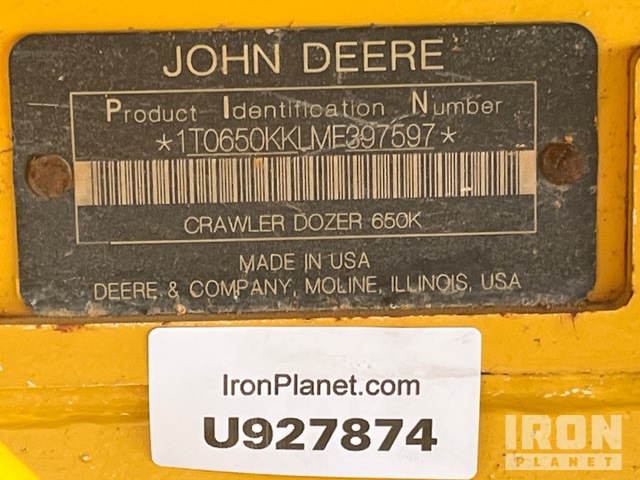 JOHN DEERE
Product Identification Number
*1T0650KKLMF397597*
CRAWLER DOZER 650K
MADE IN USA
DEERE & COMPANY, MOLINE, ILLINOIS, USA
IronPlanet.com
U927874
IRON
PLANET